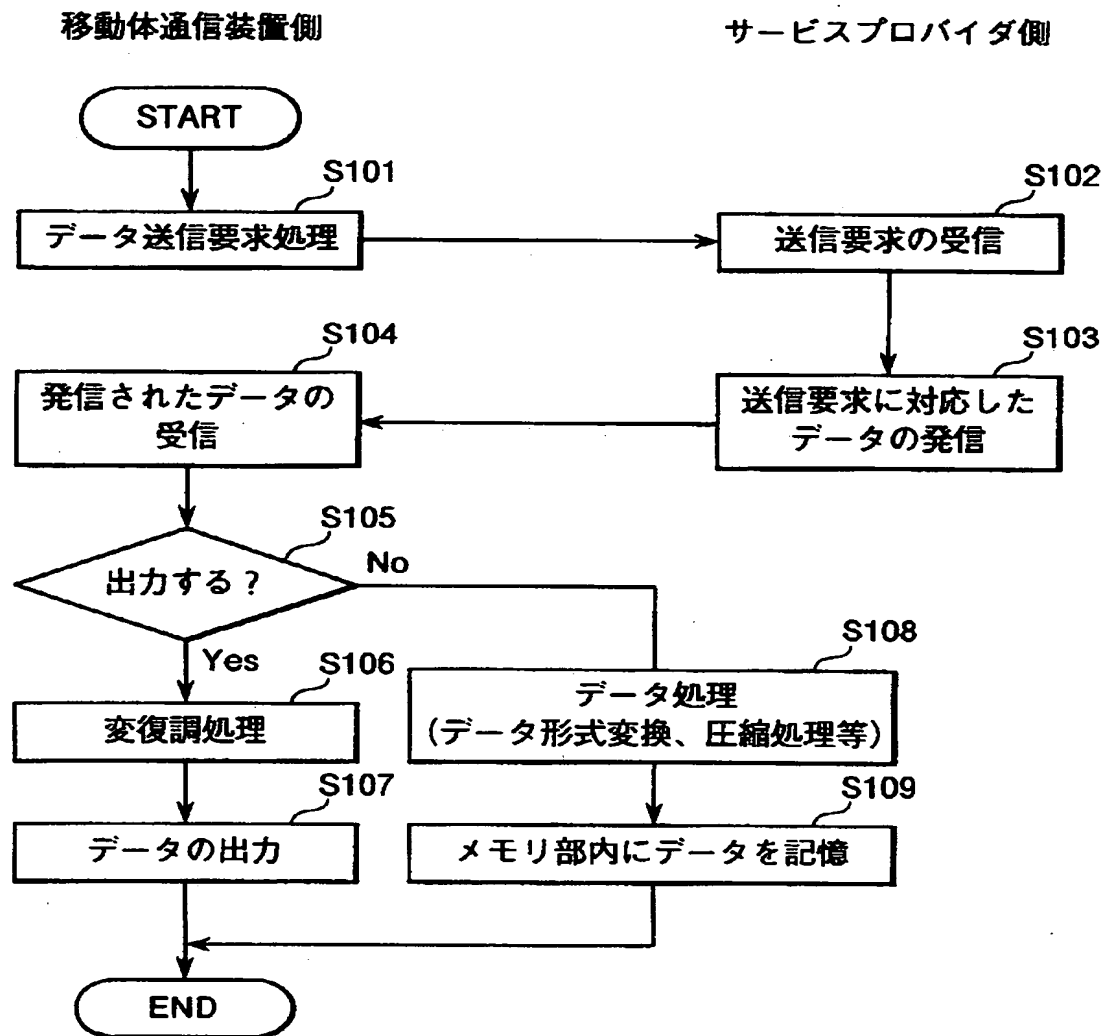 移動体通信装置側
サービスプロバイダ側
START
S101
データ送信要求処理
S102
送信要求の受信
S103
送信要求に対応した
データの発信
S104
発信されたデータの
受信
S105
出力する?
No
Yes
S106
変復調処理
S107
データの出力
S108
データ処理
(データ形式変換、圧縮処理等)
S109
メモリ部内にデータを記憶
END